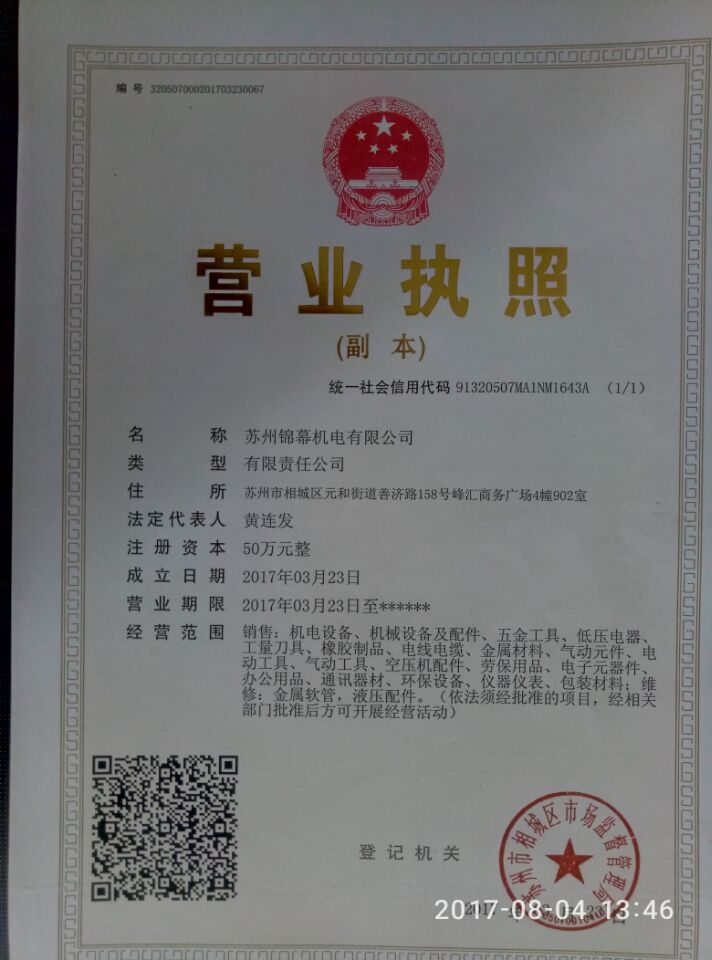 编 号 320507000201703230067
营业执照
(副 本)
统一社会信用代码 91320507MA1NM1643A (1/1)
名 称 苏州锦幕机电有限公司
类 型 有限责任公司
住 所 苏州市相城区元和街道善济路158号峰汇商务广场4幢902室
法定代表人 黄连发
注册资本 50万元整
成立日期 2017年03月23日
营业期限 2017年03月23日至******
经营范围 销售：机电设备、机械设备及配件、五金工具、低压电器、
工量刀具、橡胶制品、电线电缆、金属材料、气动元件、电
动工具、气动工具、空压机配件、劳保用品、电子元器件、
办公用品、通讯器材、环保设备、仪器仪表、包装材料；维
修：金属软管，液压配件。（依法须经批准的项目，经相关
部门批准后方可开展经营活动）
登记机关
苏州市相城区市场监督管理局
2017-08-04 13:46